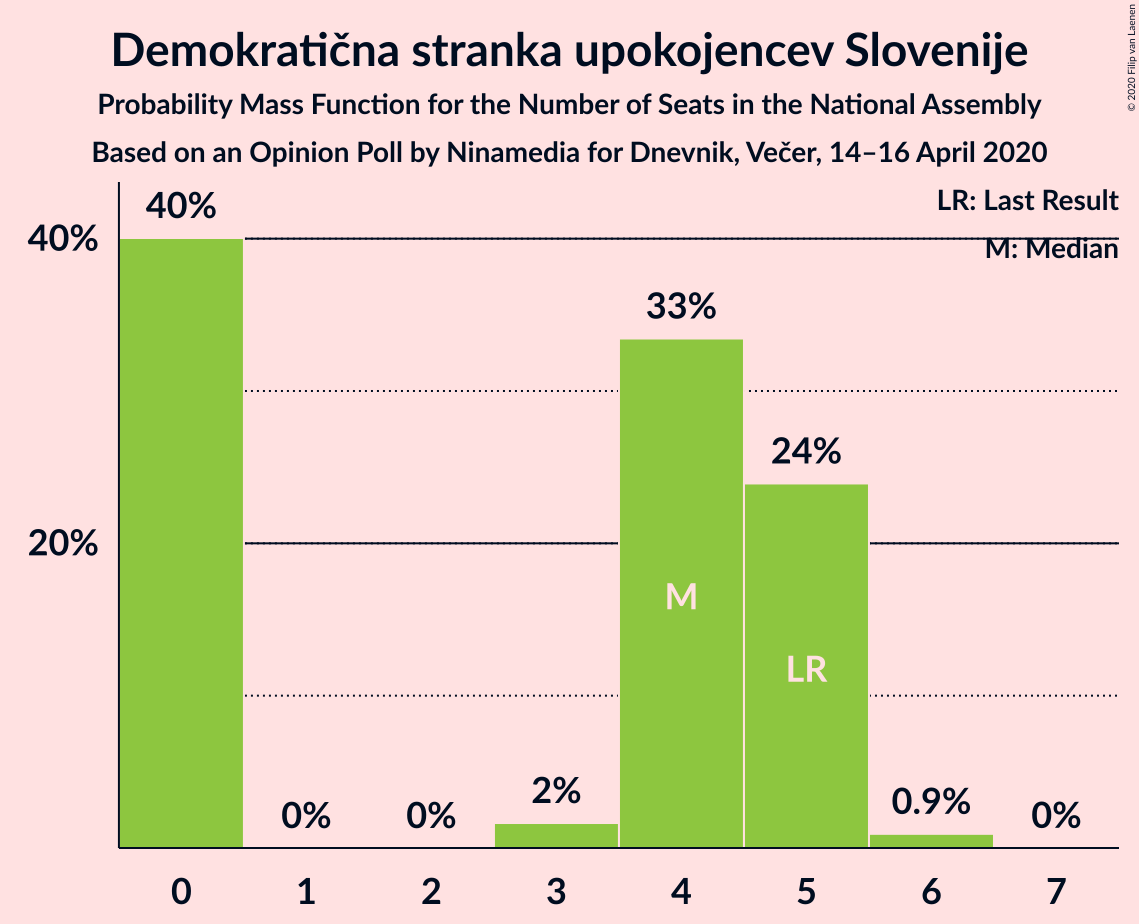 Demokratična stranka upokojencev Slovenije
Probability Mass Function for the Number of Seats in the National Assembly
Based on an Opinion Poll by Ninamedia for Dnevnik, Večer, 14–16 April 2020
© 2020 Filip van Laenen
LR: Last Result
M: Median
40%
20%
40%
0%
0%
2%
33%
24%
0.9%
0%
M
LR
0 1 2 3 4 5 6 7